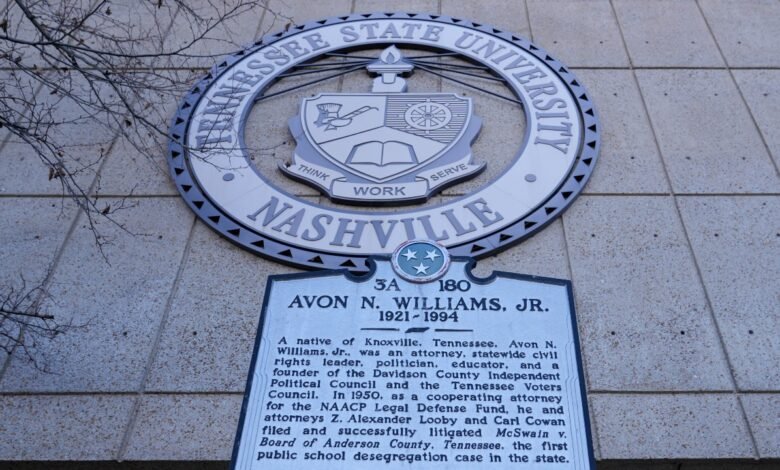 TENNESSEE STATE UNIVERSITY
THINK
WORK
SERVE
NASHVILLE
3A 180
AVON N. WILLIAMS, JR.
1921-1994
A native of Knoxville, Tennessee, Avon N.
Williams, Jr., was an attorney, statewide civil
rights leader, politician, educator, and a
founder of the Davidson County Independent
Political Council and the Tennessee Voters
Council. In 1950, as a cooperating attorney
for the NAACP Legal Defense Fund, he and
attorneys Z. Alexander Looby and Carl Cowan
filed and successfully litigated McSwain v.
Board of Anderson County, Tennessee, the first
public school desegregation case in the state.